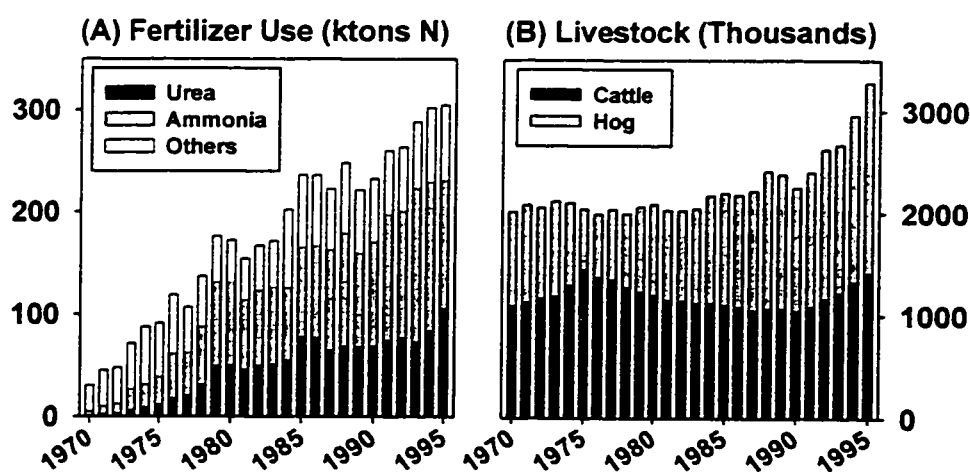 (A) Fertilizer Use (ktons N)
Urea
Ammonia
Others
300
200
100
0
1970
1975
1980
1985
1990
1995
(B) Livestock (Thousands)
Cattle
Hog
3000
2000
1000
0
1970
1975
1980
1985
1990
1995